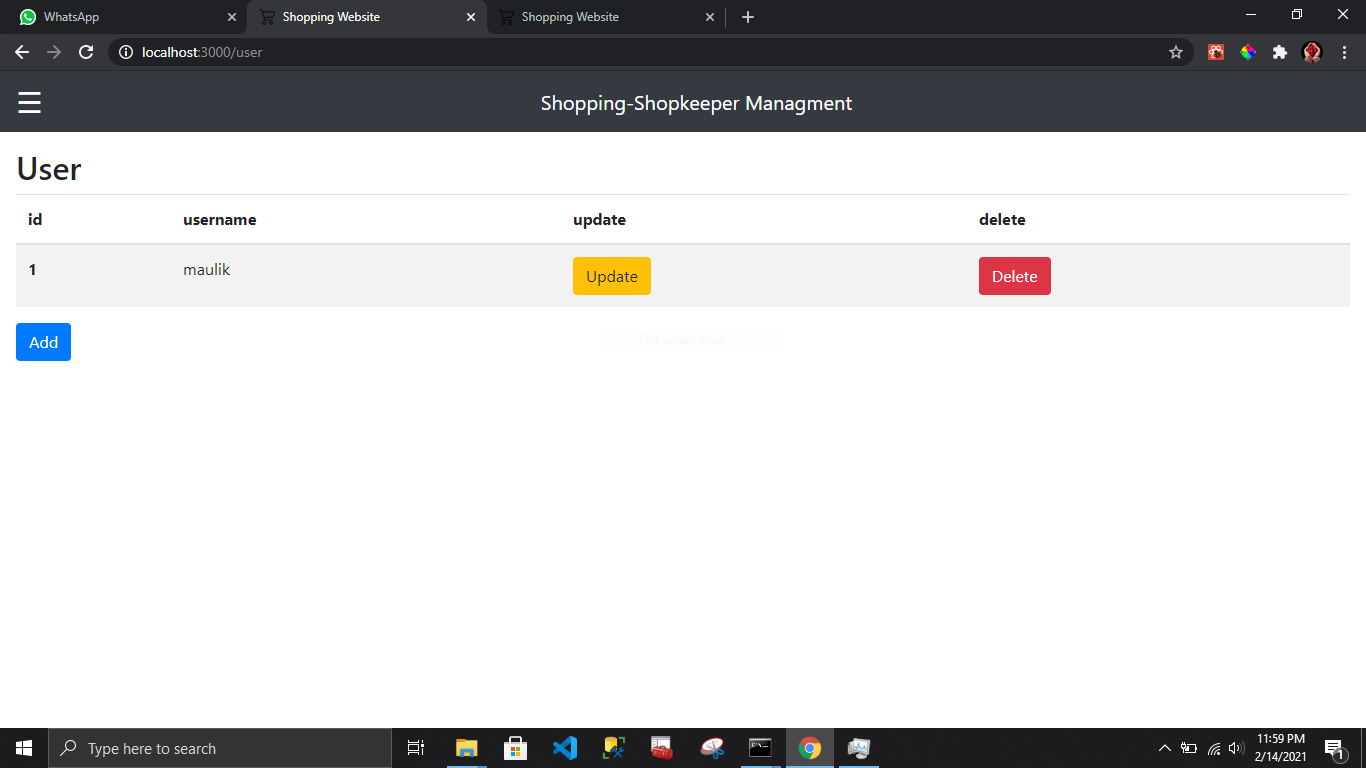 WhatsApp
Shopping Website
Shopping Website
localhost:3000/user
Shopping-Shopkeeper Managment
User
id username update delete
1 maulik Update Delete
Add
Full-screen Snip
Type here to search
11:59 PM
2/14/2021
1